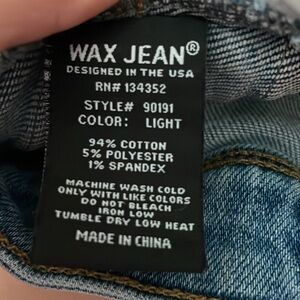 WAX JEAN®
DESIGNED IN THE USA
RN# 134352
STYLE# 90191
COLOR: LIGHT
94% COTTON
5% POLYESTER
1% SPANDEX
MACHINE WASH COLD
ONLY WITH LIKE COLORS
DO NOT BLEACH
IRON LOW
TUMBLE DRY LOW HEAT
MADE IN CHINA